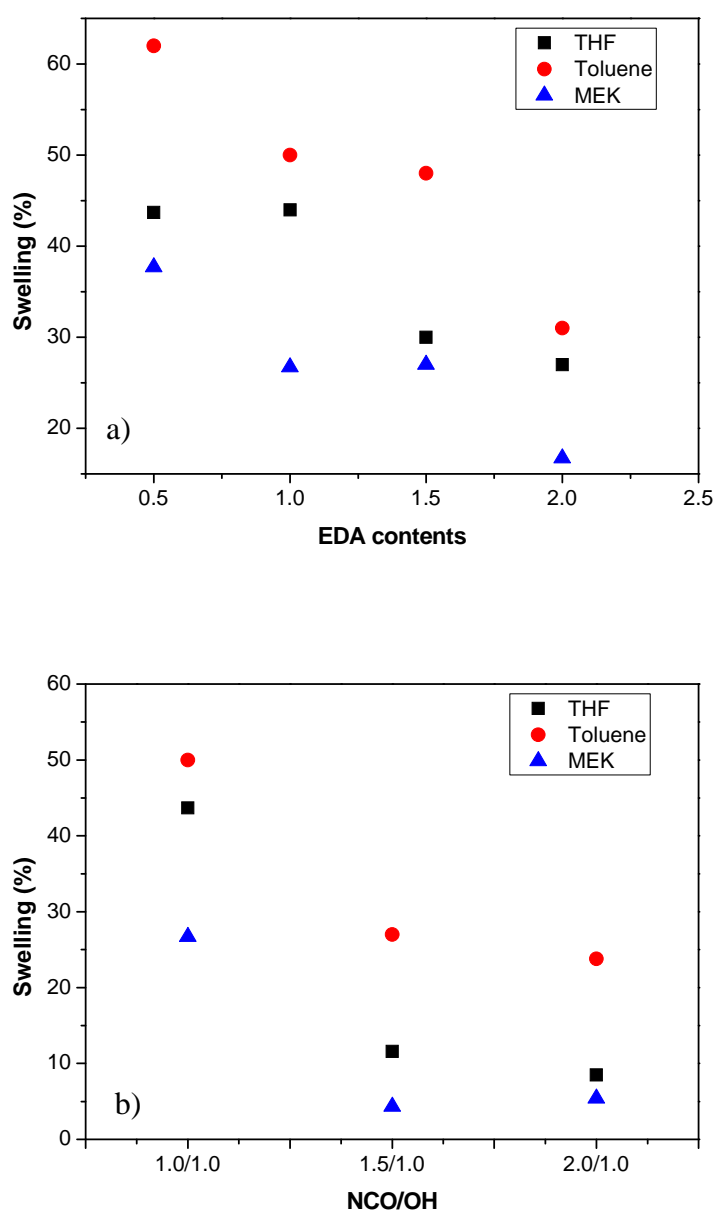 THF
Toluene
MEK
60
50
40
30
20
Swelling (%)
a)
0.5 1.0 1.5 2.0 2.5
EDA contents
THF
Toluene
MEK
60
50
40
30
20
10
0
Swelling (%)
b)
1.0/1.0 1.5/1.0 2.0/1.0
NCO/OH